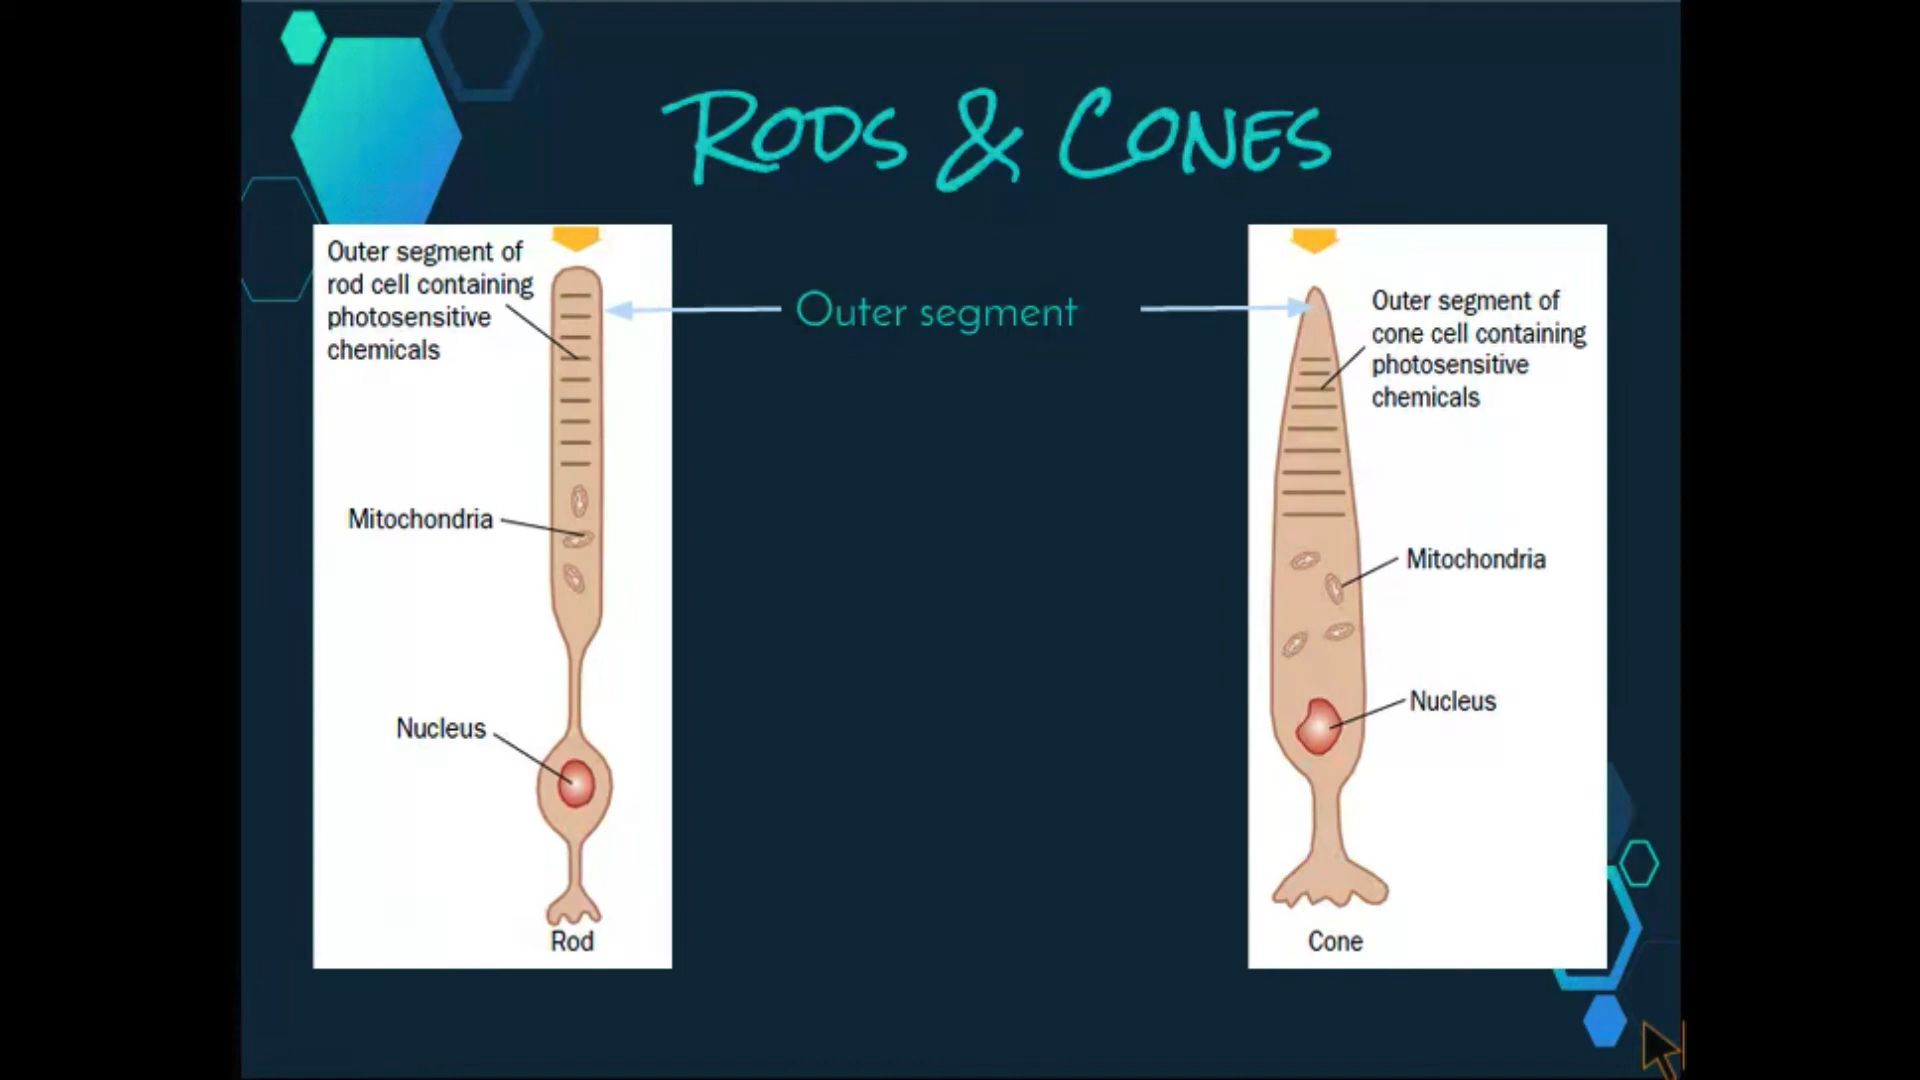 RODS & CONES
Outer segment of
rod cell containing
photosensitive
chemicals
Mitochondria
Nucleus
Rod
Outer segment
Outer segment of
cone cell containing
photosensitive
chemicals
Mitochondria
Nucleus
Cone